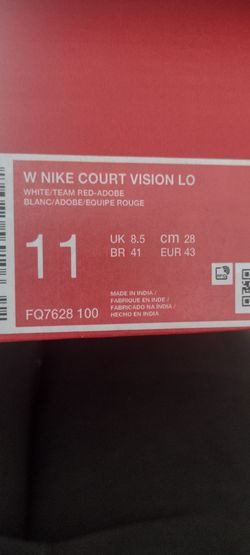 W NIKE COURT VISION LO
WHITE/TEAM RED-ADOBE
BLANC/ADOBE/EQUIPE ROUGE
11
UK 8.5 cm 28
BR 41 EUR 43
MADE IN INDIA /
FABRIQUE EN INDE /
FABRICADO NA ÍNDIA /
HECHO EN INDIA
FQ7628 100